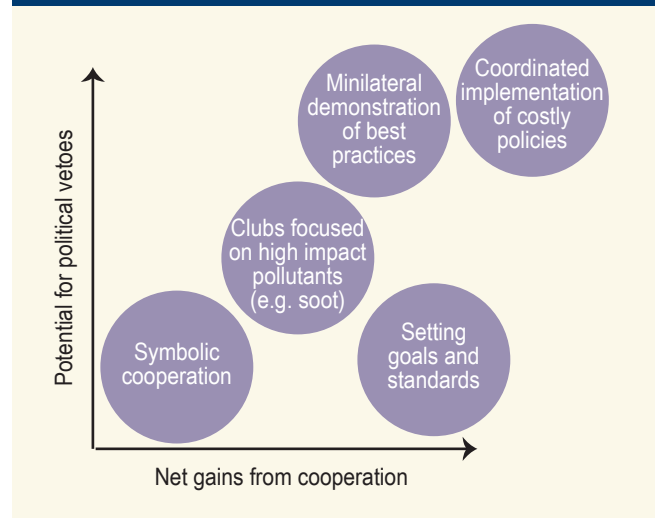 Coordinated
implementation
of costly
policies
Minilateral
demonstration
of best
practices
Clubs focused
on high impact
pollutants
(e.g. soot)
Setting
goals and
standards
Symbolic
cooperation
Potential for political vetoes
Net gains from cooperation